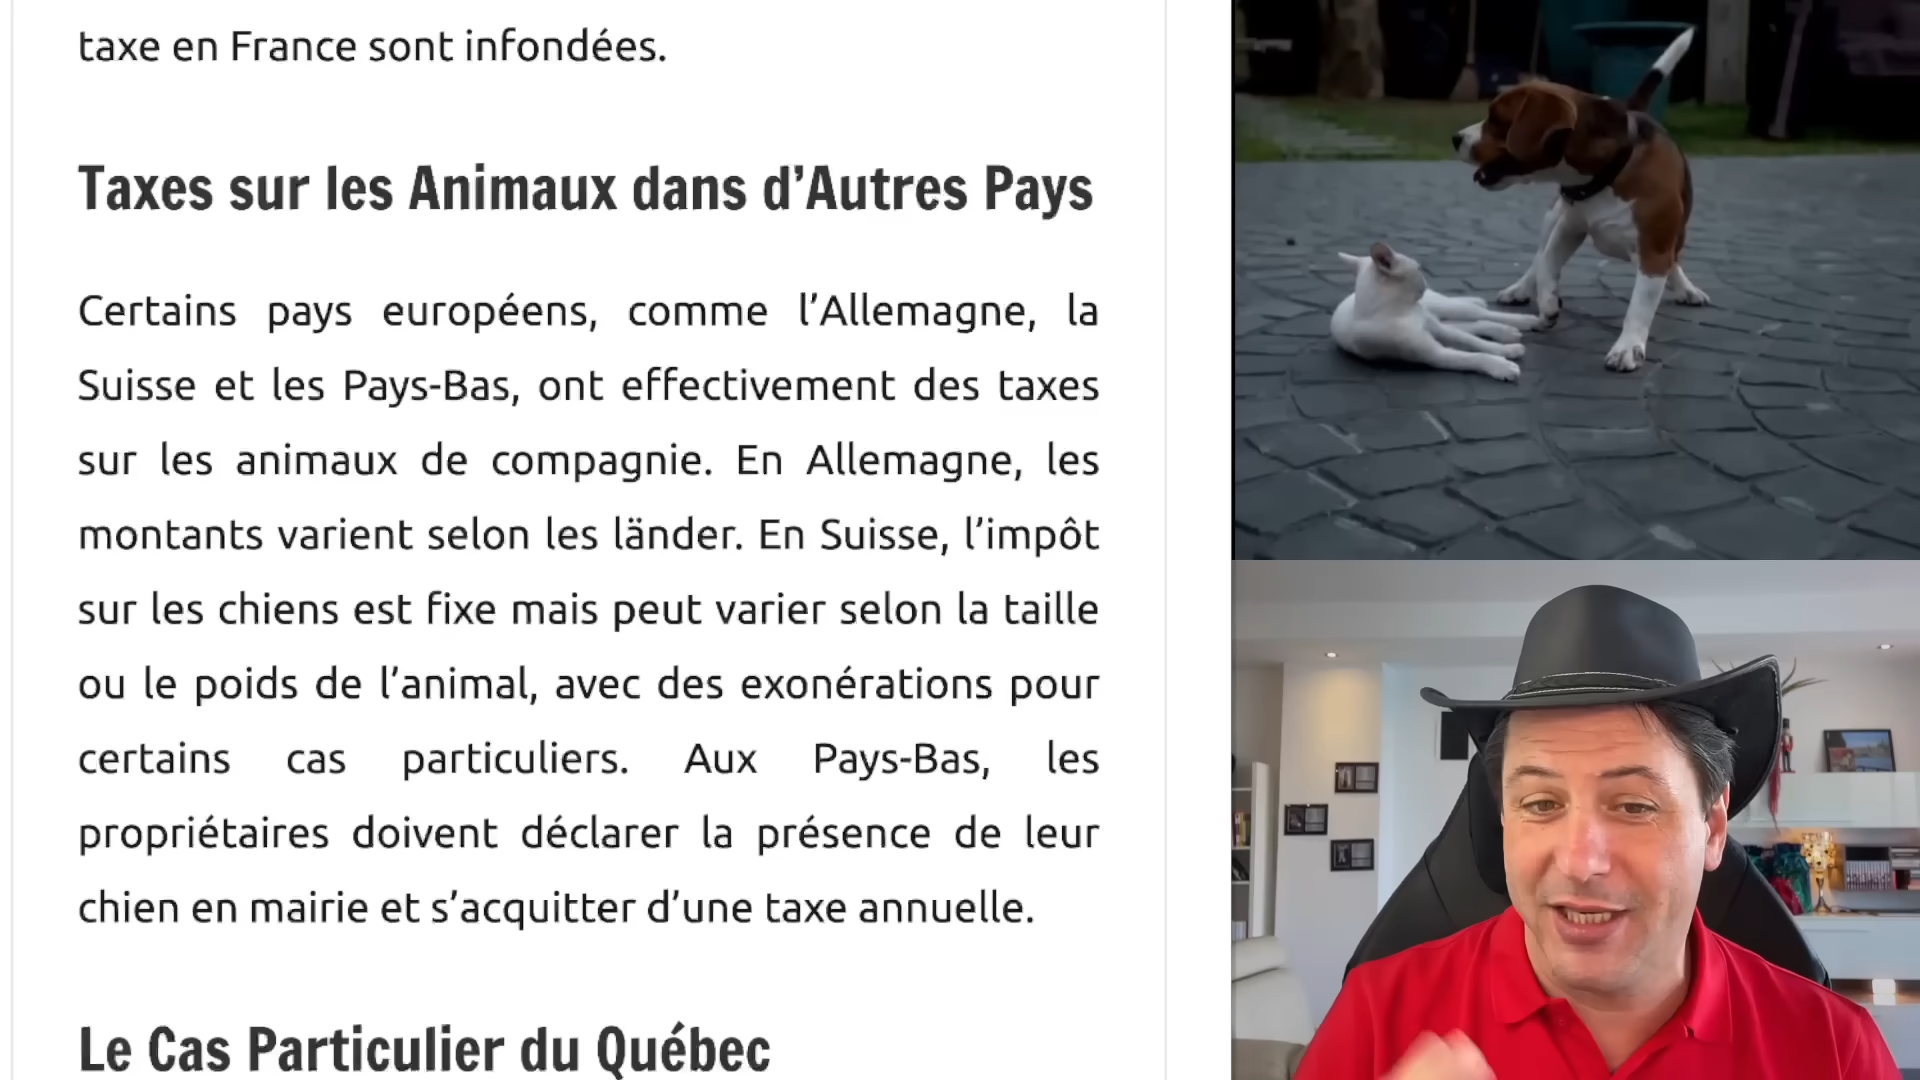 taxe en France sont infondées.
Taxes sur les Animaux dans d’Autres Pays
Certains pays européens, comme l’Allemagne, la
Suisse et les Pays-Bas, ont effectivement des taxes
sur les animaux de compagnie. En Allemagne, les
montants varient selon les länder. En Suisse, l’impôt
sur les chiens est fixe mais peut varier selon la taille
ou le poids de l’animal, avec des exonérations pour
certains cas particuliers. Aux Pays-Bas, les
propriétaires doivent déclarer la présence de leur
chien en mairie et s’acquitter d’une taxe annuelle.
Le Cas Particulier du Québec